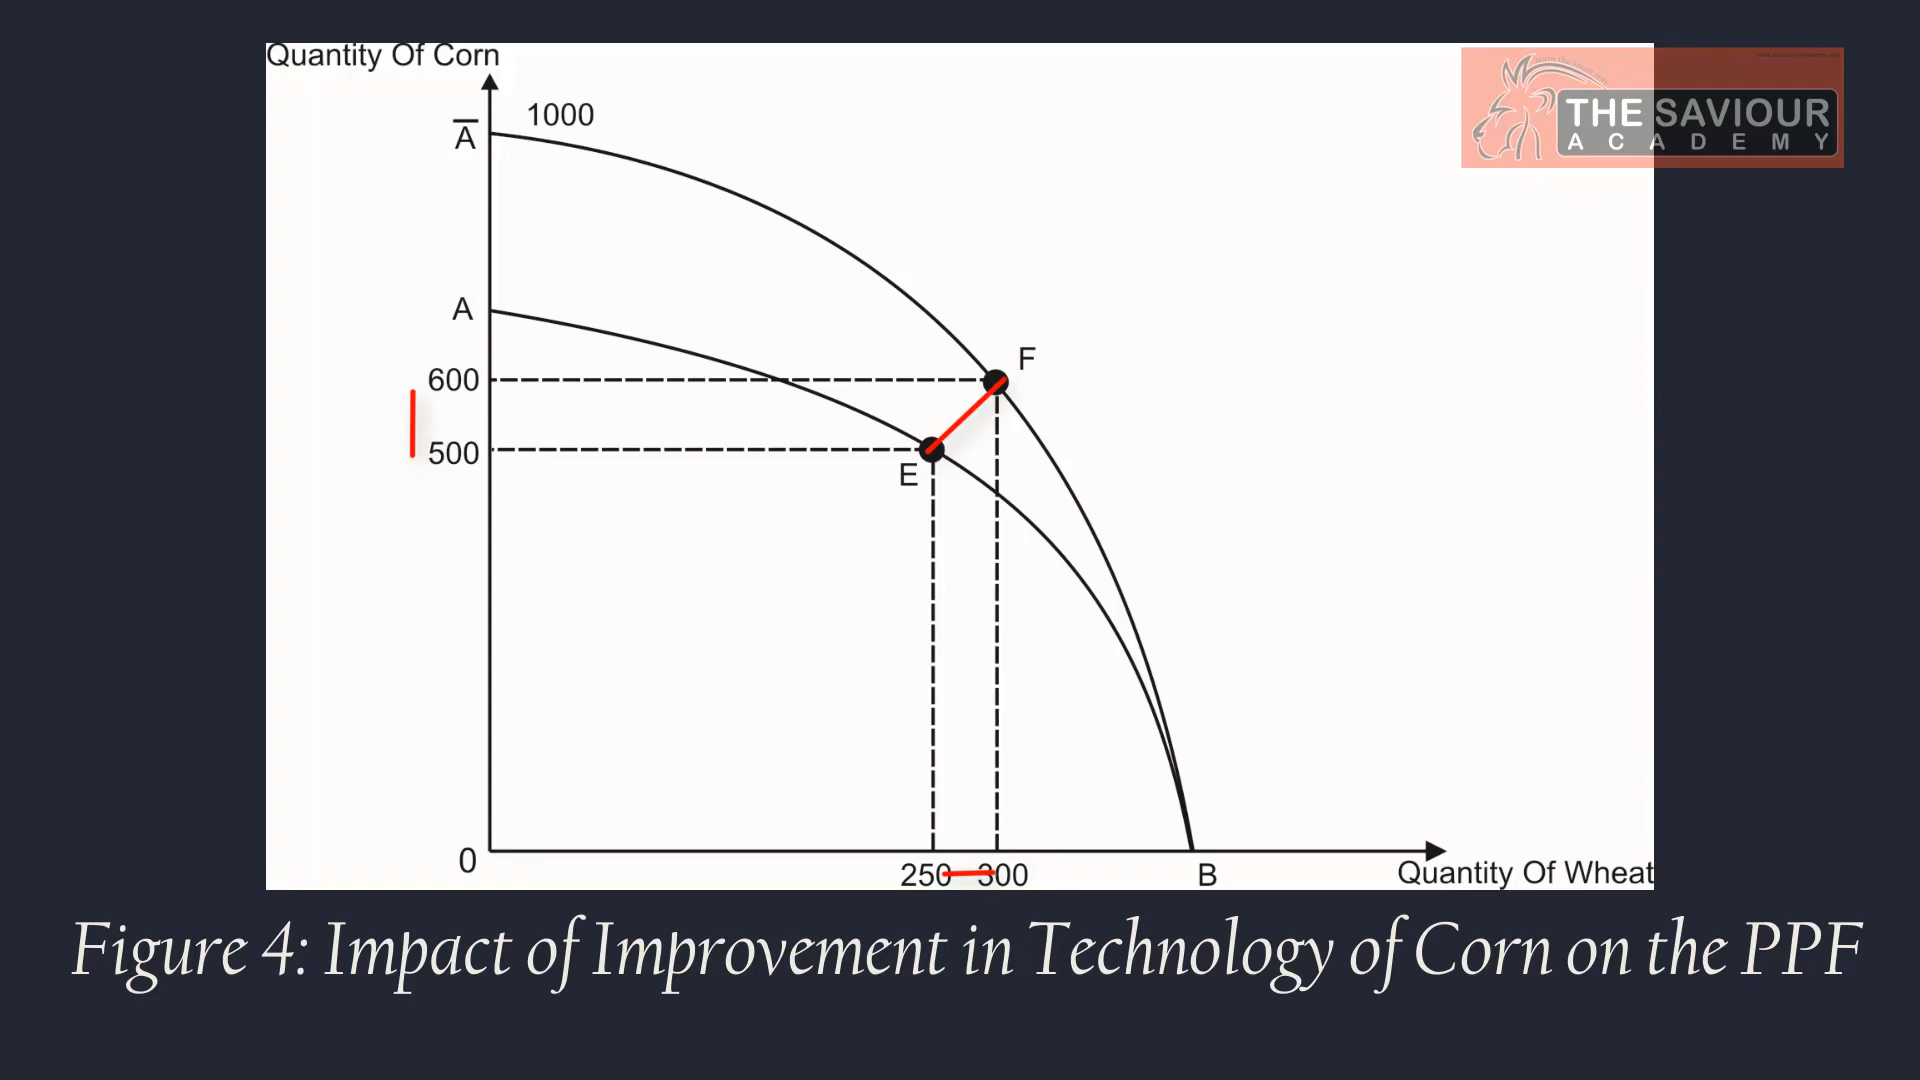 Quantity Of Corn
THE SAVIOUR
ACADEMY
1000
A̅
A
F
600
500
E
0
250 300 B Quantity Of Wheat
Figure 4: Impact of Improvement in Technology of Corn on the PPF